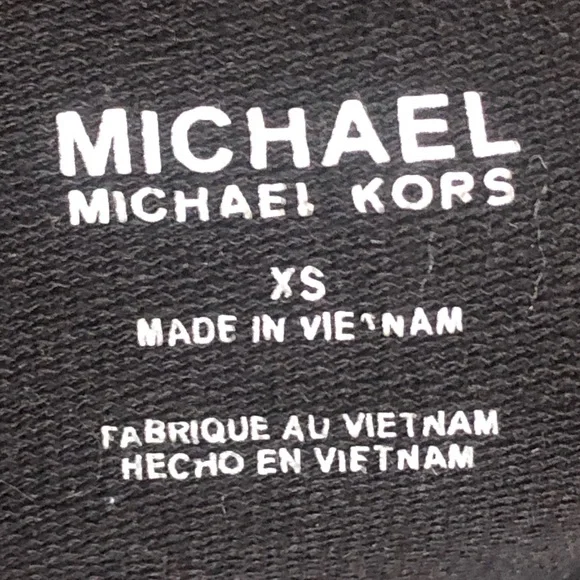 MICHAEL
MICHAEL KORS
XS
MADE IN VIETNAM
FABRIQUE AU VIETNAM
HECHO EN VIETNAM